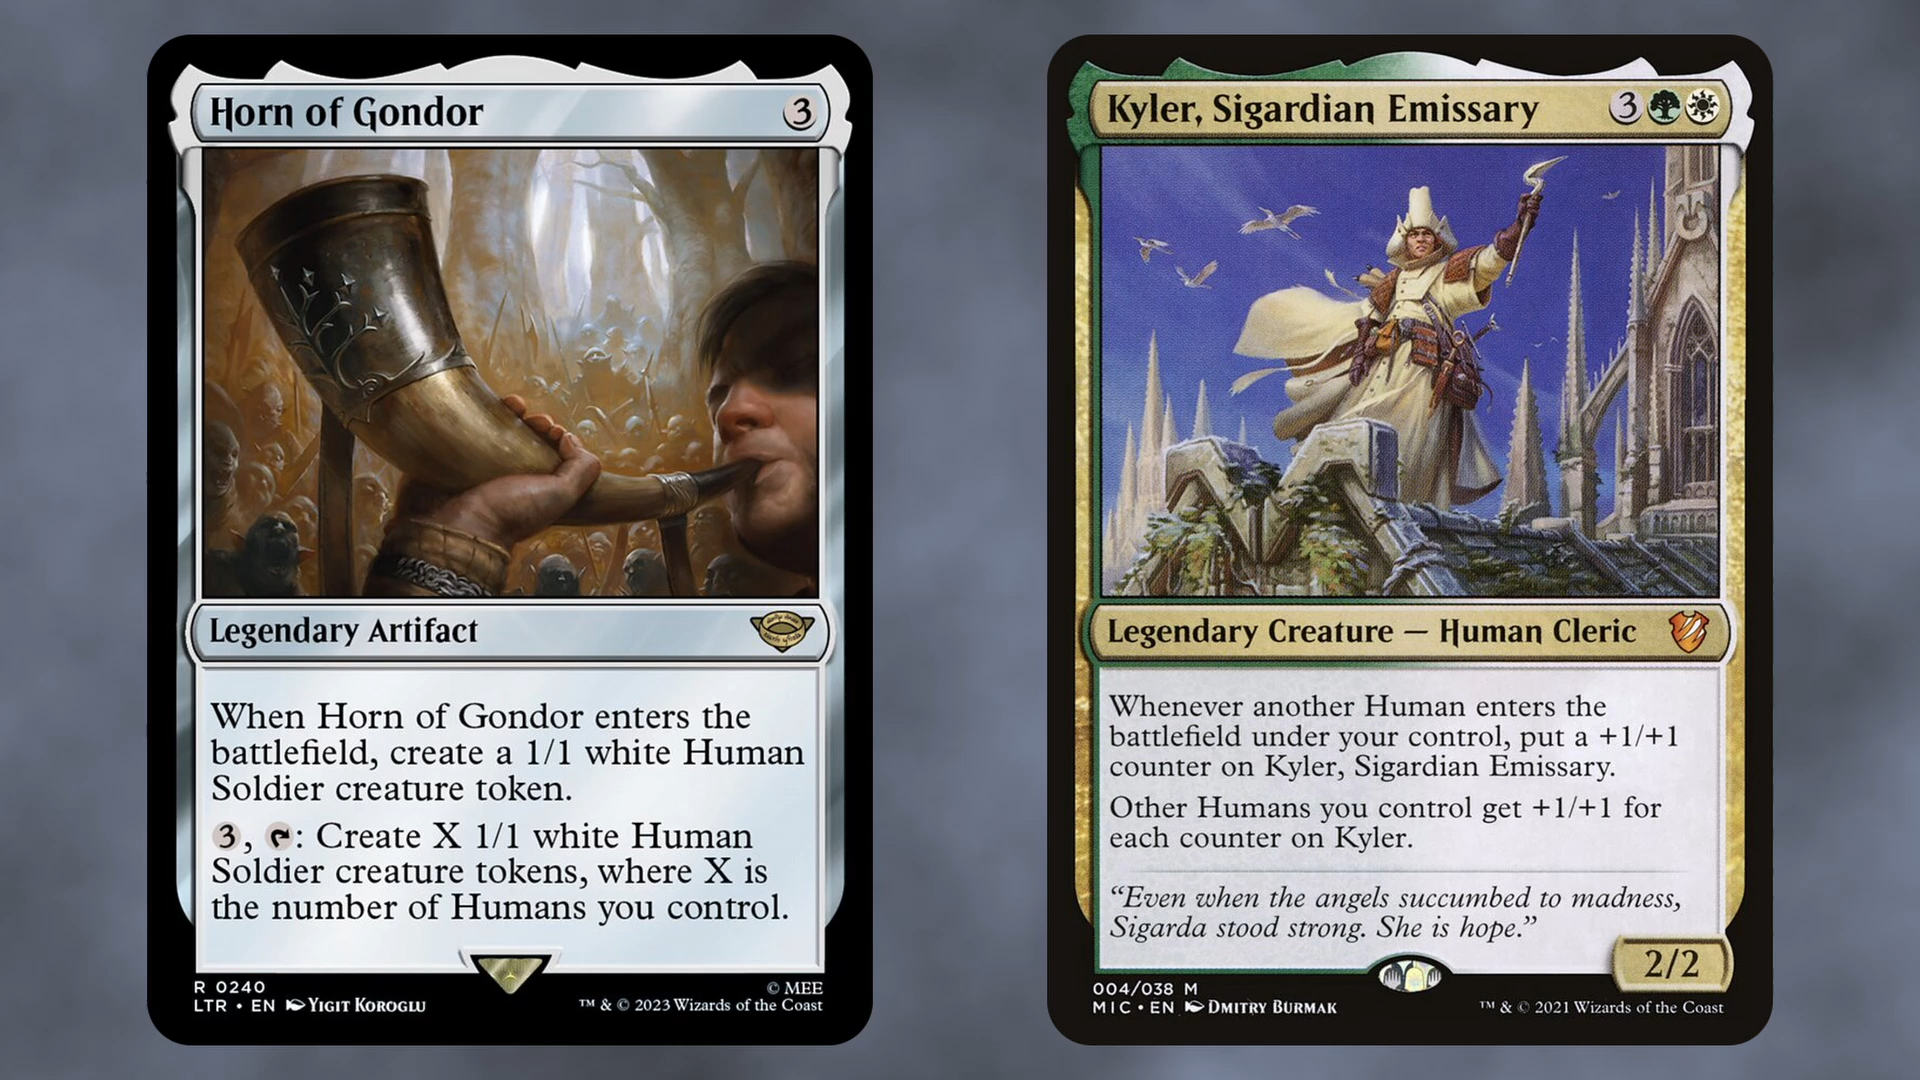 Horn of Gondor
3
Legendary Artifact
When Horn of Gondor enters the
battlefield, create a 1/1 white Human
Soldier creature token.
3, : Create X 1/1 white Human
Soldier creature tokens, where X is
the number of Humans you control.
R 0240
LTR • EN YIGIT KOROGLU
© MEE
™ & © 2023 Wizards of the Coast
Kyler, Sigardian Emissary
3
Legendary Creature — Human Cleric
Whenever another Human enters the
battlefield under your control, put a +1/+1
counter on Kyler, Sigardian Emissary.
Other Humans you control get +1/+1 for
each counter on Kyler.
“Even when the angels succumbed to madness,
Sigarda stood strong. She is hope.”
2/2
004/038 M
MIC • EN DMITRY BURMAK
™ & © 2021 Wizards of the Coast